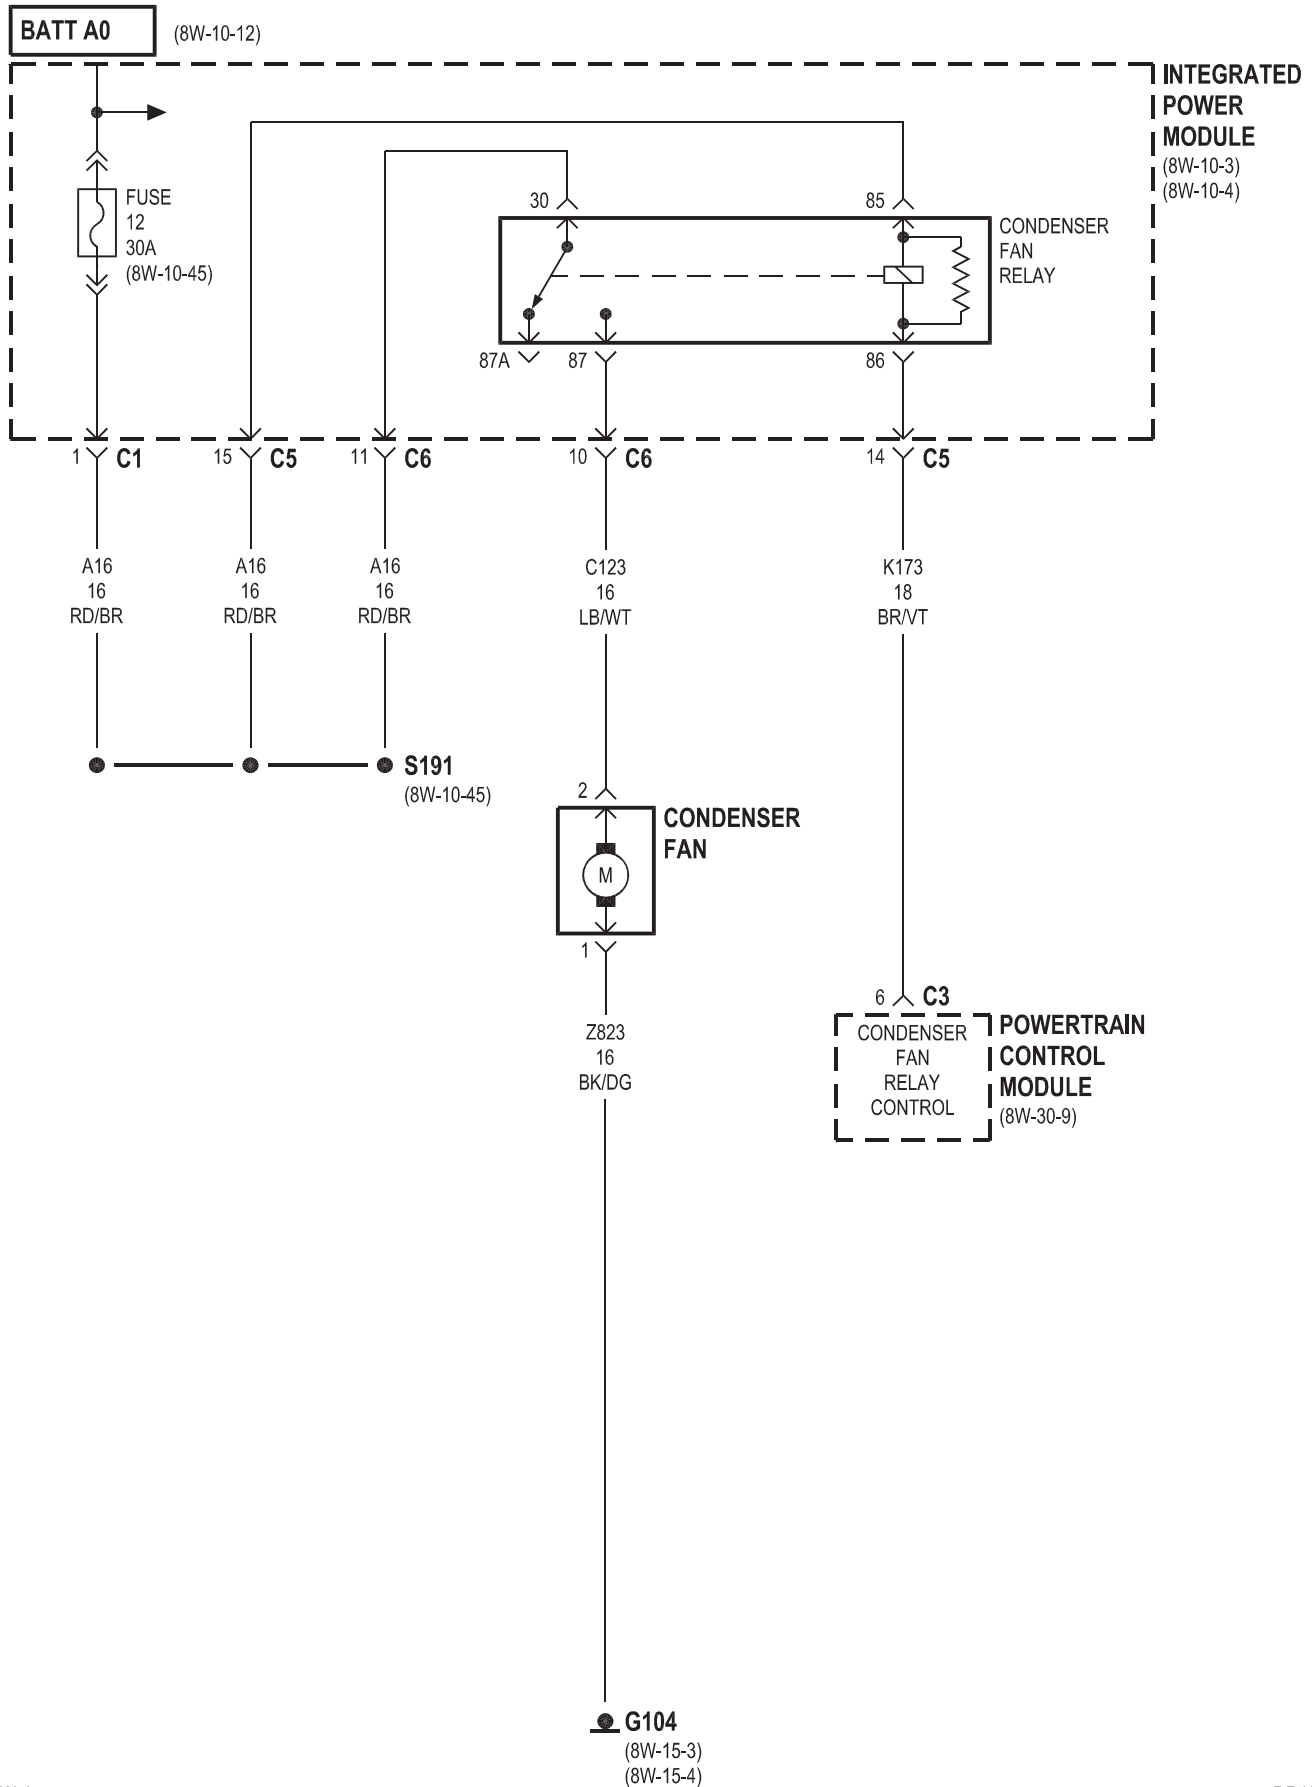 BATT A0 (8W-10-12)
INTEGRATED
POWER
MODULE
(8W-10-3)
(8W-10-4)
FUSE
12
30A
(8W-10-45)
30
85
CONDENSER
FAN
RELAY
87A
87
86
1 C1
15 C5
11 C6
10 C6
14 C5
A16
16
RD/BR
A16
16
RD/BR
A16
16
RD/BR
C123
16
LB/WT
K173
18
BR/VT
S191
(8W-10-45)
2
CONDENSER
FAN
M
1
Z823
16
BK/DG
6 C3
CONDENSER
FAN
RELAY
CONTROL
POWERTRAIN
CONTROL
MODULE
(8W-30-9)
G104
(8W-15-3)
(8W-15-4)